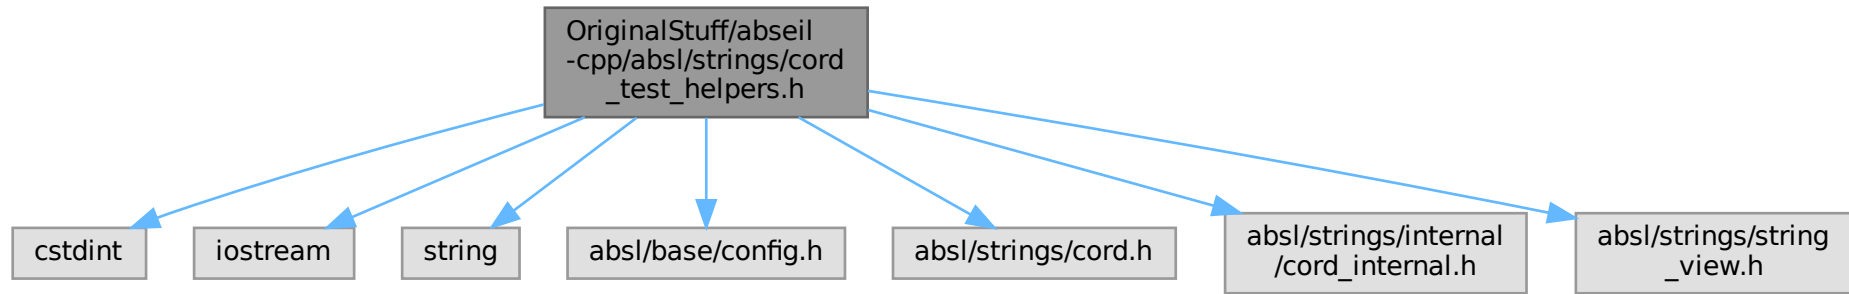 OriginalStuff/abseil
-cpp/absl/strings/cord
_test_helpers.h
cstdint
iostream
string
absl/base/config.h
absl/strings/cord.h
absl/strings/internal
/cord_internal.h
absl/strings/string
_view.h